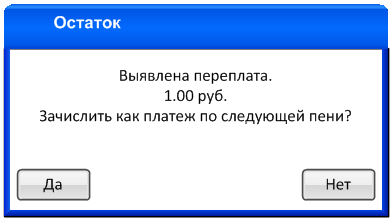 Остаток
Выявлена переплата.
1.00 руб.
Зачислить как платеж по следующей пени?
Да
Нет